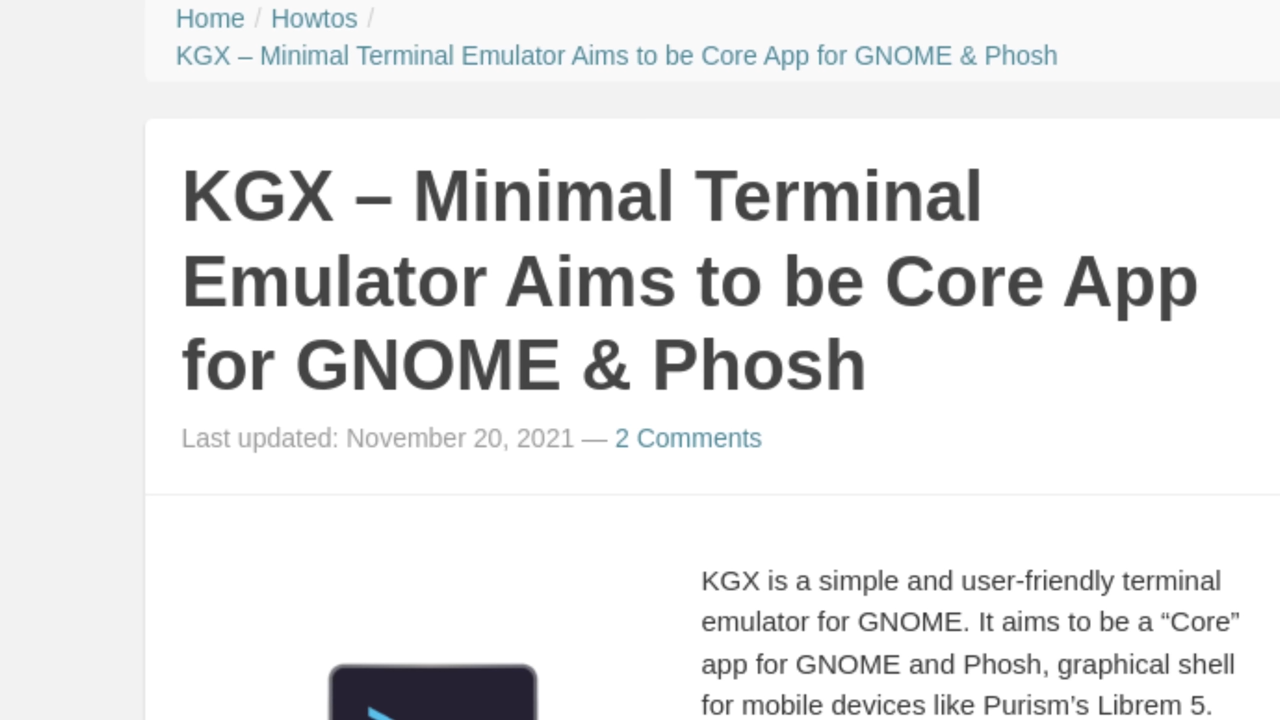 Home / Howtos /
KGX – Minimal Terminal Emulator Aims to be Core App for GNOME & Phosh
KGX – Minimal Terminal
Emulator Aims to be Core App
for GNOME & Phosh
Last updated: November 20, 2021 — 2 Comments
KGX is a simple and user-friendly terminal
emulator for GNOME. It aims to be a “Core”
app for GNOME and Phosh, graphical shell
for mobile devices like Purism’s Librem 5.